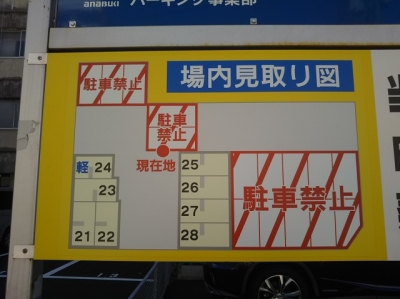 anabuki パーキング事業部
場内見取り図
駐車禁止
駐車
禁止
現在地
軽 24
23
21 22
25
26
27
28
駐車禁止